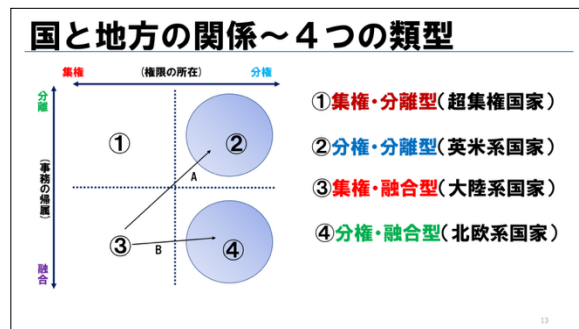 国と地方の関係～４つの類型
集権 (権限の所在) 分権
分離
(事務の帰属)
融合
①
②
A
③
B
④
①集権・分離型(超集権国家)
②分権・分離型(英米系国家)
③集権・融合型(大陸系国家)
④分権・融合型(北欧系国家)
13